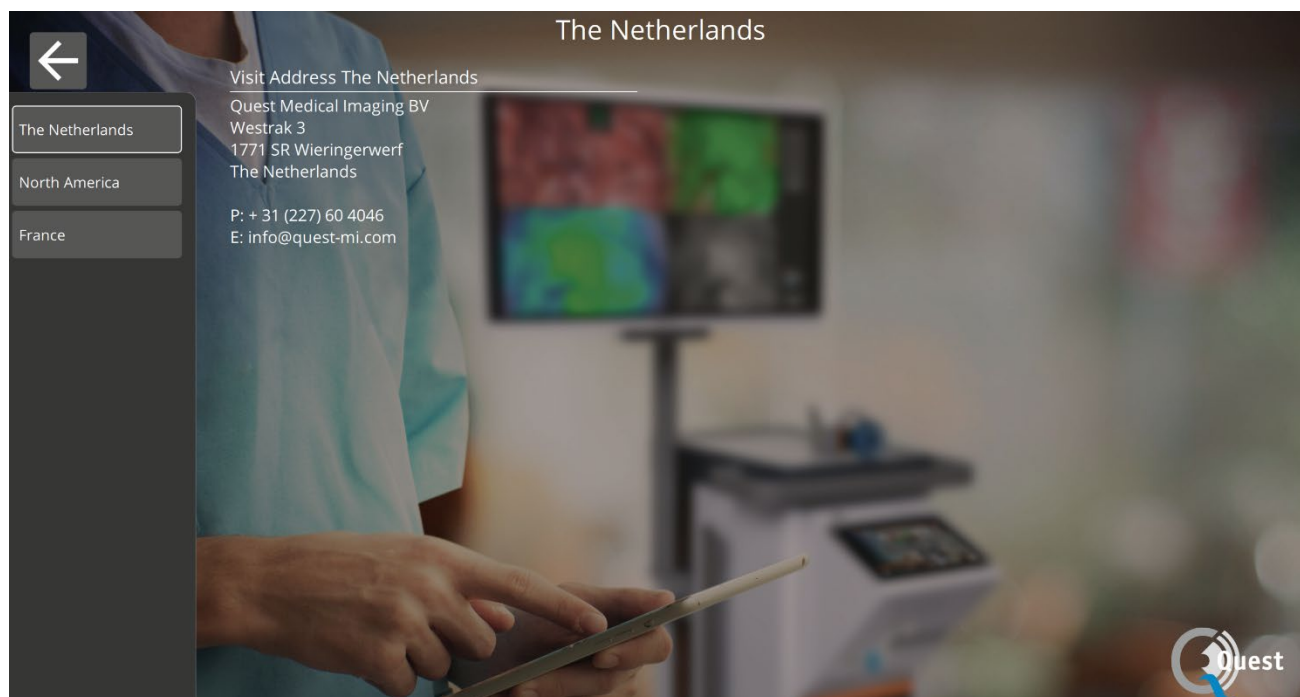 The Netherlands
The Netherlands
North America
France
Visit Address The Netherlands
Quest Medical Imaging BV
Westrak 3
1771 SR Wieringerwerf
The Netherlands
P: + 31 (227) 60 4046
E: info@quest-mi.com
Quest